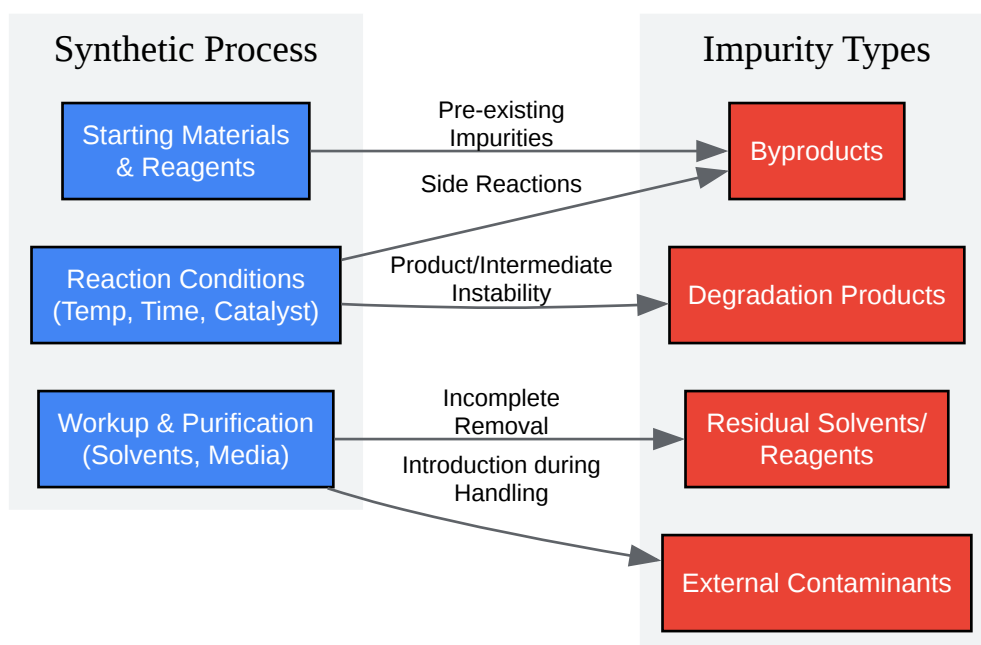 Synthetic Process
Impurity Types
Starting Materials
& Reagents
Pre-existing
Impurities
Byproducts
Side Reactions
Reaction Conditions
(Temp, Time, Catalyst)
Product/Intermediate
Instability
Degradation Products
Workup & Purification
(Solvents, Media)
Incomplete
Removal
Residual Solvents/
Reagents
Introduction during
Handling
External Contaminants